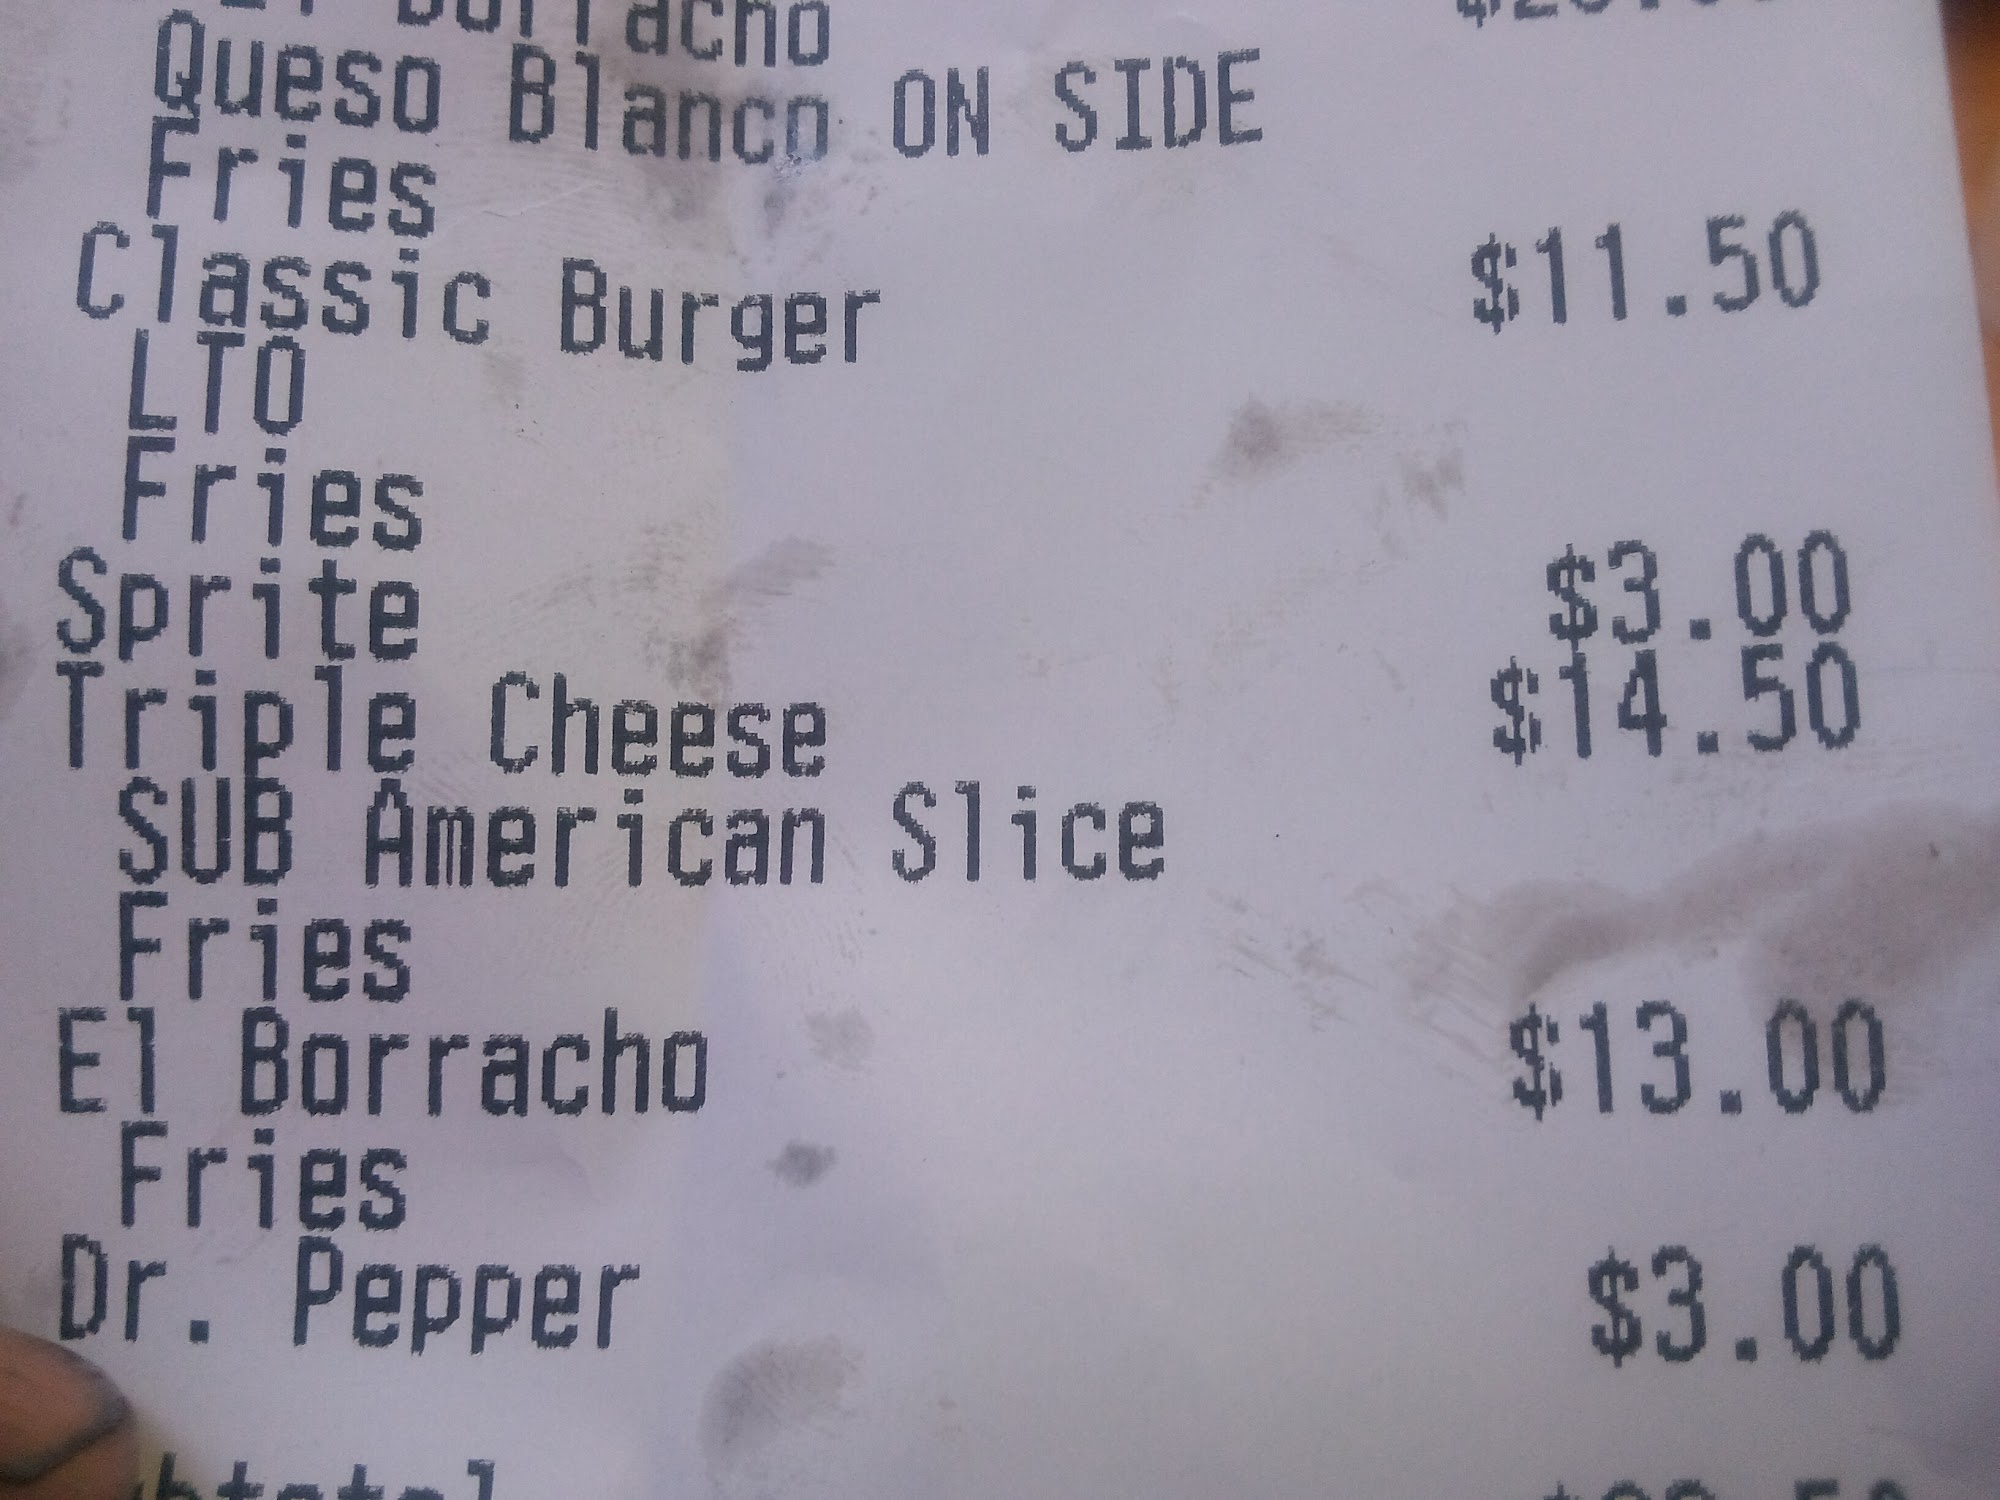 Borracho
Queso Blanco ON SIDE
Fries
Classic Burger $11.50
LTO
Fries
Sprite $3.00
Triple Cheese $14.50
SUB American Slice
Fries
El Borracho $13.00
Fries
Dr. Pepper $3.00